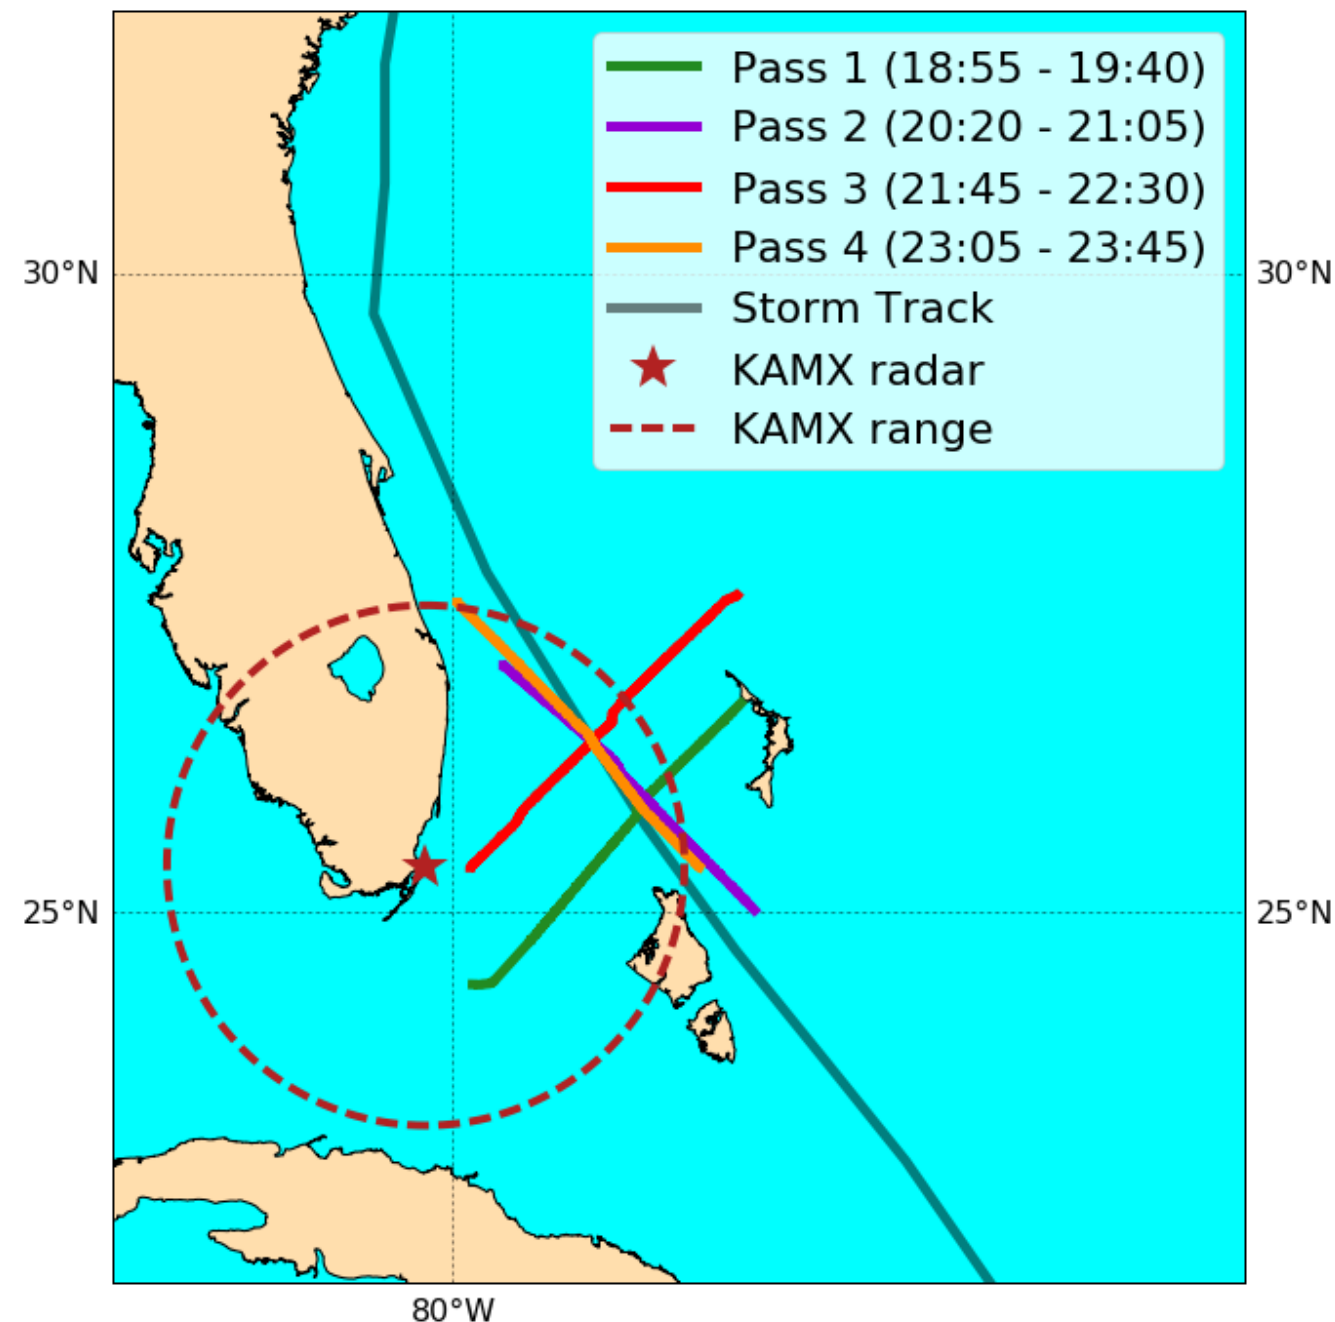 Pass 1 (18:55 - 19:40)
Pass 2 (20:20 - 21:05)
Pass 3 (21:45 - 22:30)
Pass 4 (23:05 - 23:45)
Storm Track
KAMX radar
KAMX range
30°N
30°N
25°N
25°N
80°W